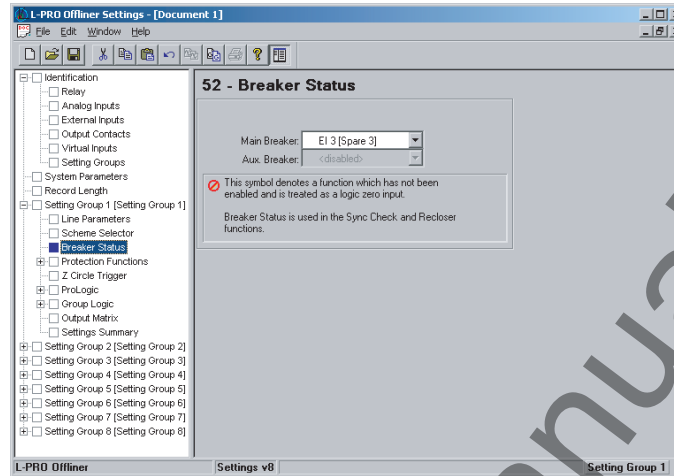 L-PRO Offliner Settings - [Document 1]
File Edit Window Help
Identification
Relay
Analog Inputs
External Inputs
Output Contacts
Virtual Inputs
Setting Groups
System Parameters
Record Length
Setting Group 1 [Setting Group 1]
Line Parameters
Scheme Selector
Breaker Status
Protection Functions
Z Circle Trigger
ProLogic
Group Logic
Output Matrix
Settings Summary
Setting Group 2 [Setting Group 2]
Setting Group 3 [Setting Group 3]
Setting Group 4 [Setting Group 4]
Setting Group 5 [Setting Group 5]
Setting Group 6 [Setting Group 6]
Setting Group 7 [Setting Group 7]
Setting Group 8 [Setting Group 8]
52 - Breaker Status
Main Breaker: EI 3 [Spare 3]
Aux. Breaker: <disabled>
This symbol denotes a function which has not been
enabled and is treated as a logic zero input.
Breaker Status is used in the Sync Check and Recloser
functions.
L-PRO Offliner Settings v8 Setting Group 1